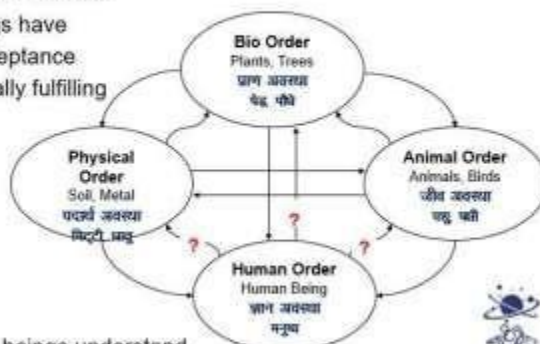 s have
eptance
ally fulfilling
Bio Order
Plants, Trees
प्राण अवस्था
पेड़ पौधे
Physical
Order
Soil, Metal
पदार्थ अवस्था
मिट्टी धातु
Animal Order
Animals, Birds
जीव अवस्था
पशु पक्षी
?
?
?
Human Order
Human Being
ज्ञान अवस्था
मनुष्य
beings understand